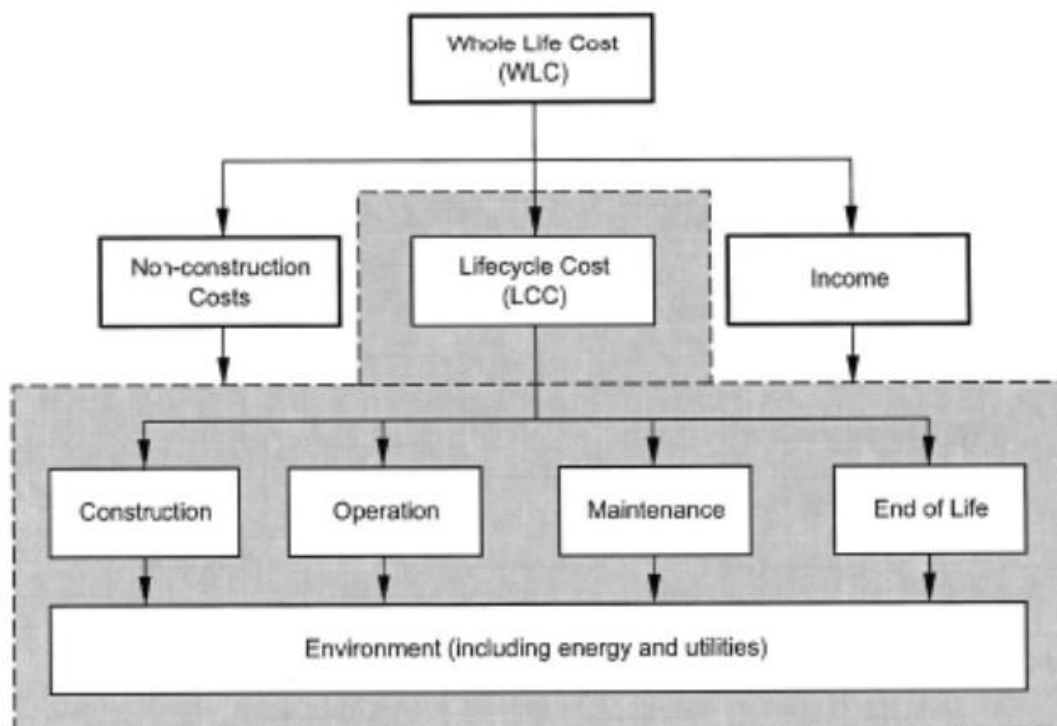 Whole Life Cost
(WLC)
Non-construction
Costs
Lifecycle Cost
(LCC)
Income
Construction
Operation
Maintenance
End of Life
Environment (including energy and utilities)